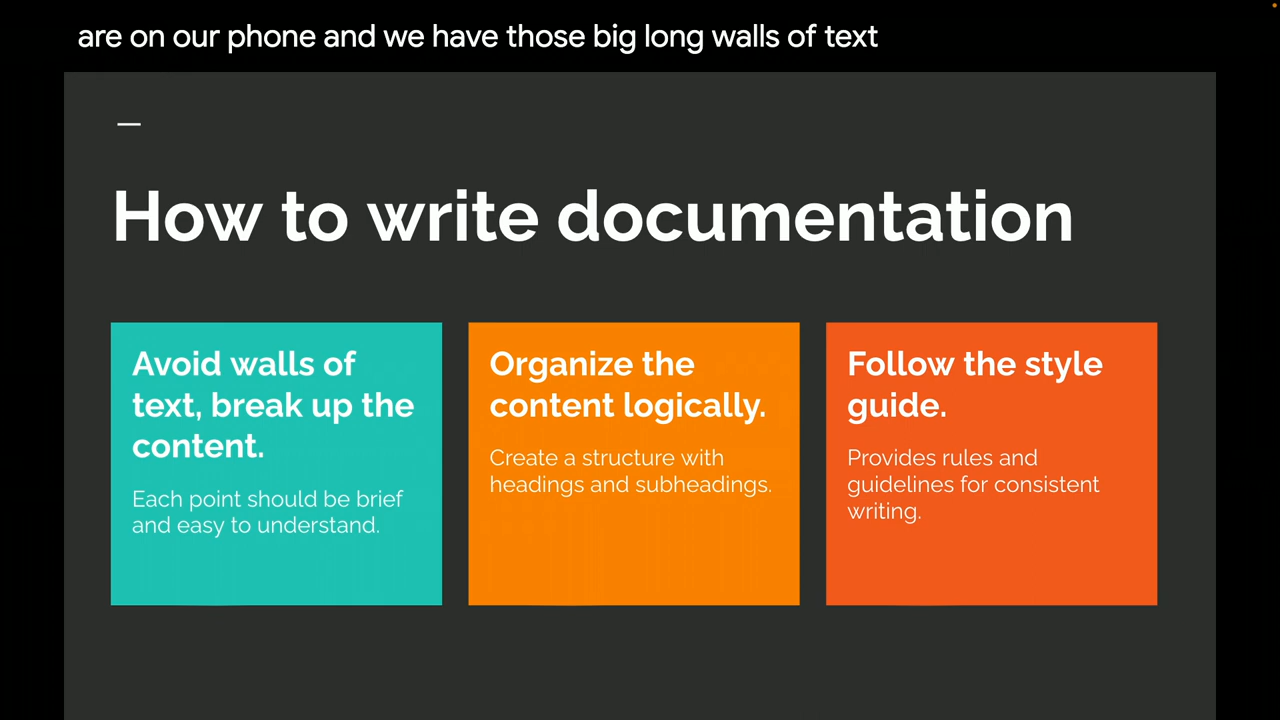 are on our phone and we have those big long walls of text
How to write documentation
Avoid walls of
text, break up the
content.
Each point should be brief
and easy to understand.
Organize the
content logically.
Create a structure with
headings and subheadings.
Follow the style
guide.
Provides rules and
guidelines for consistent
writing.